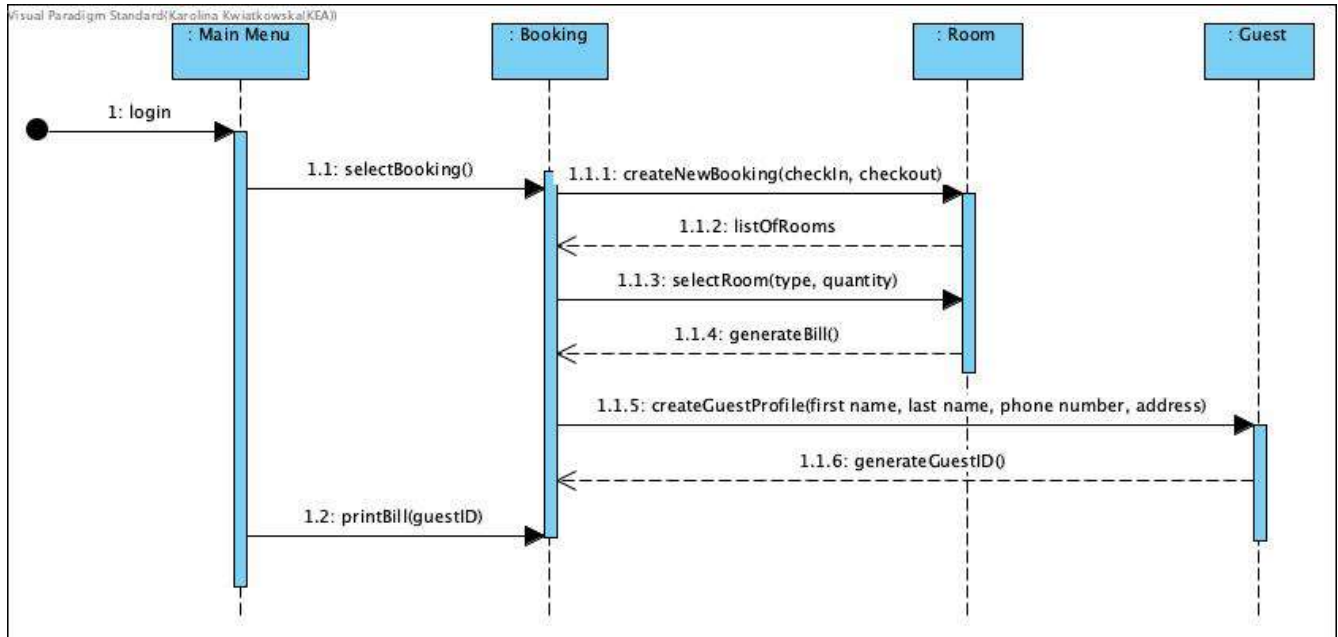 Visual Paradigm Standard(Karolina Kwiatkowska(KEA))
: Main Menu
: Booking
: Room
: Guest
1: login
1.1: selectBooking()
1.1.1: createNewBooking(checkIn, checkout)
1.1.2: listOfRooms
1.1.3: selectRoom(type, quantity)
1.1.4: generateBill()
1.1.5: createGuestProfile(first name, last name, phone number, address)
1.1.6: generateGuestID()
1.2: printBill(guestID)